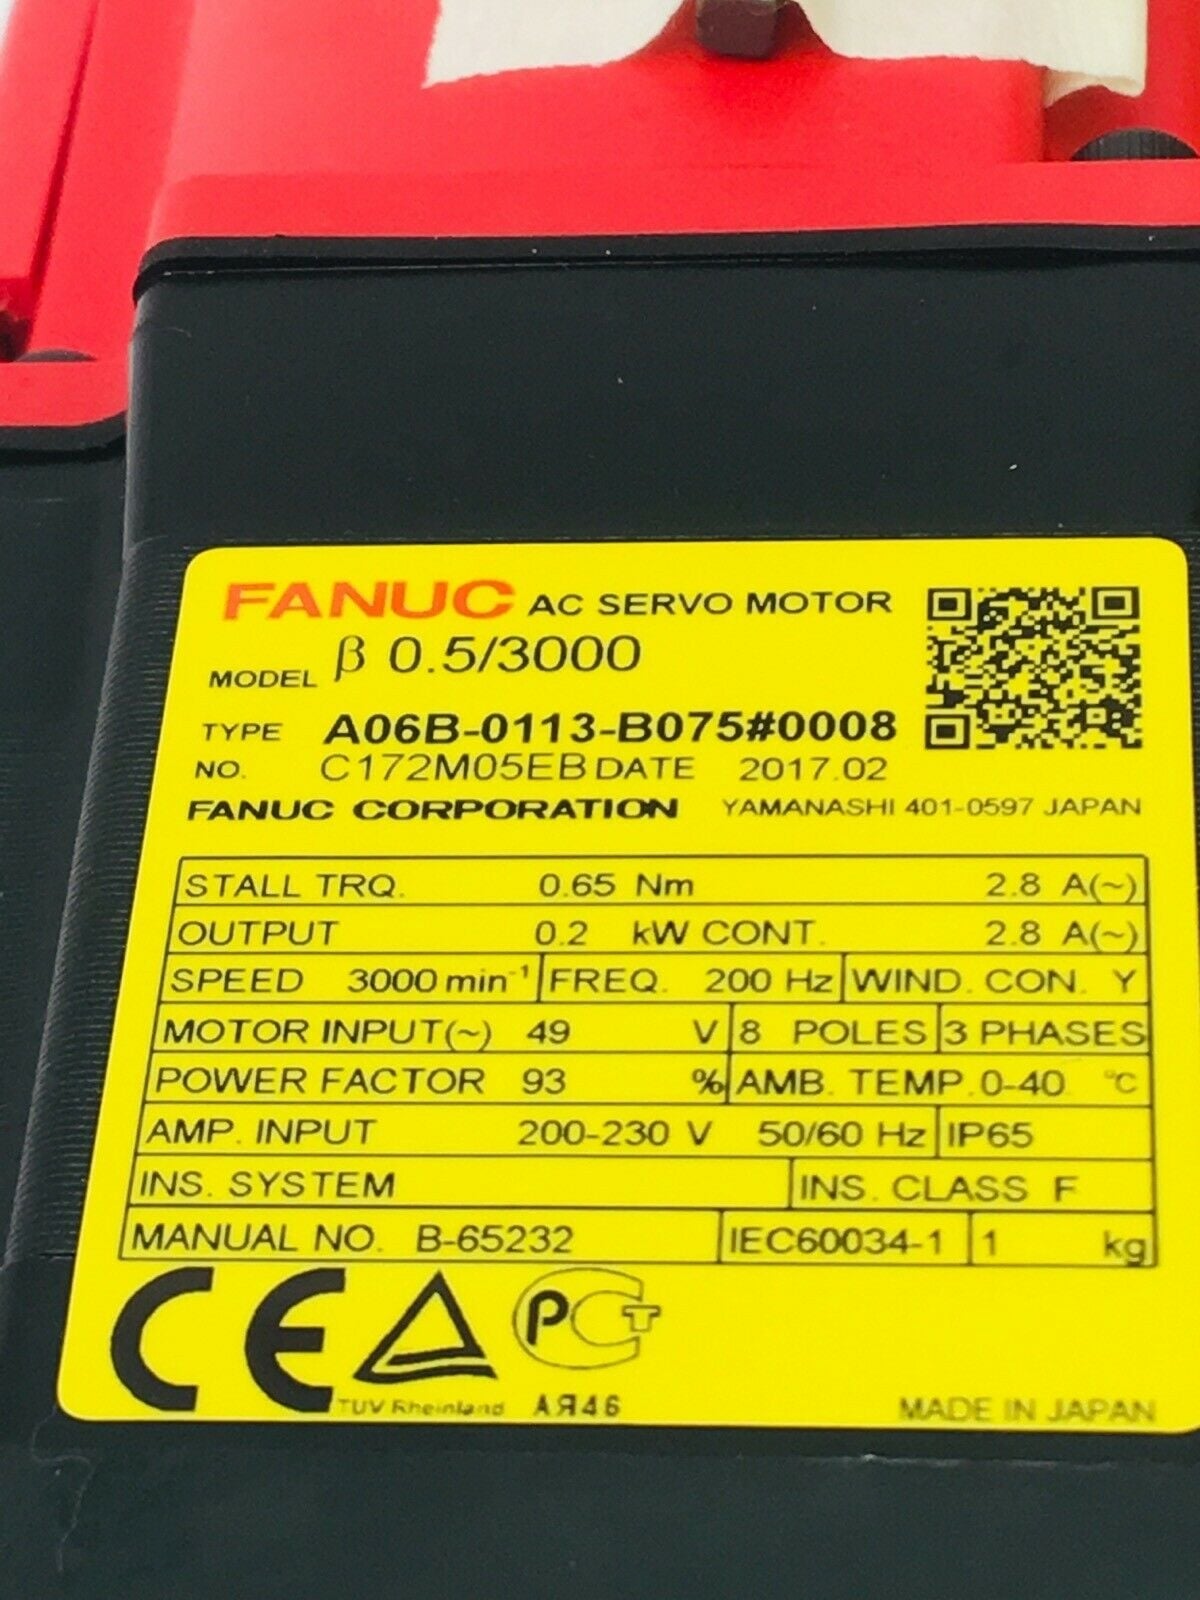 FANUC AC SERVO MOTOR
MODEL β 0.5/3000
TYPE A06B-0113-B075#0008
NO. C172M05EB DATE 2017.02
FANUC CORPORATION YAMANASHI 401-0597 JAPAN
STALL TRQ. 0.65 Nm 2.8 A(~)
OUTPUT 0.2 kW CONT. 2.8 A(~)
SPEED 3000 min⁻¹ FREQ. 200 Hz WIND. CON. Y
MOTOR INPUT(~) 49 V 8 POLES 3 PHASES
POWER FACTOR 93 % AMB. TEMP. 0-40 °C
AMP. INPUT 200-230 V 50/60 Hz IP65
INS. SYSTEM INS. CLASS F
MANUAL NO. B-65232 IEC60034-1 1 kg
CE PCT
TUV Rheinland АЯ46 MADE IN JAPAN